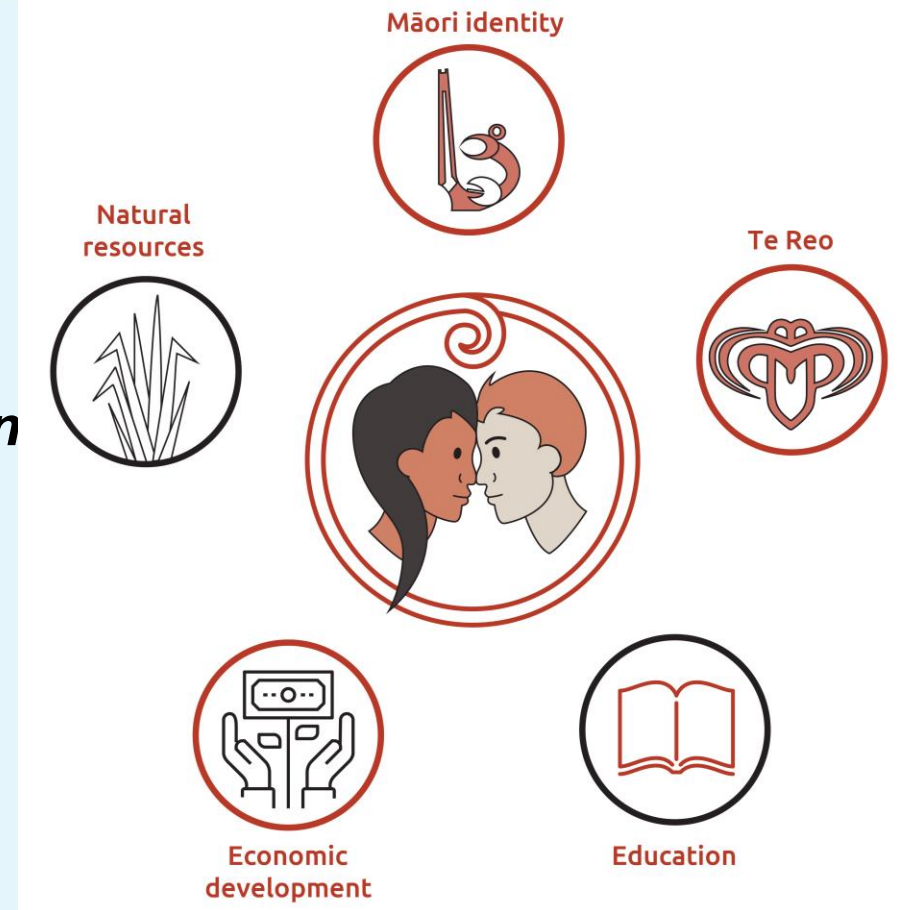 Māori identity
Natural
resources
Te Reo
n
Economic
development
Education